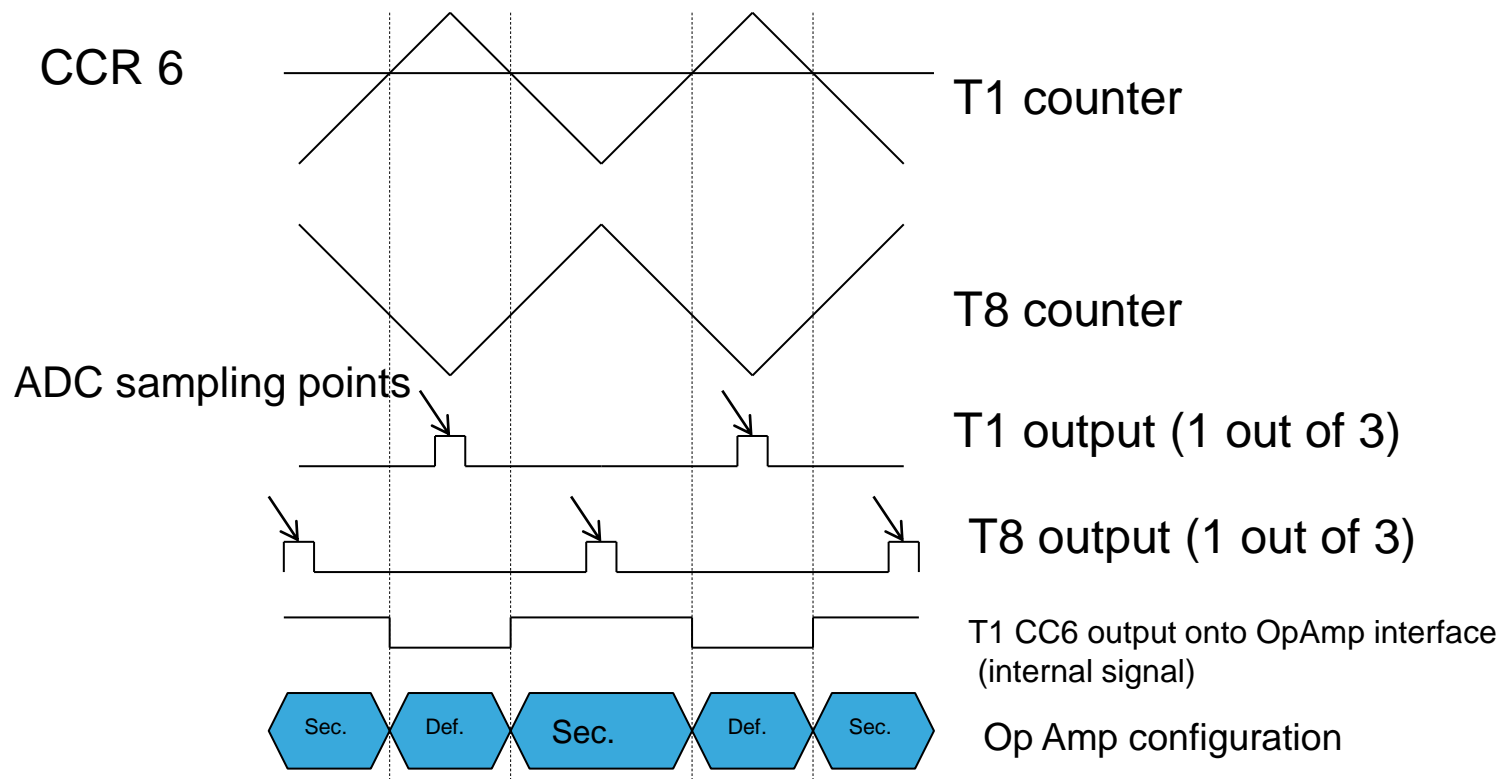 CCR 6
T1 counter
T8 counter
ADC sampling points
T1 output (1 out of 3)
T8 output (1 out of 3)
T1 CC6 output onto OpAmp interface
(internal signal)
Sec.
Def.
Sec.
Def.
Sec.
Op Amp configuration